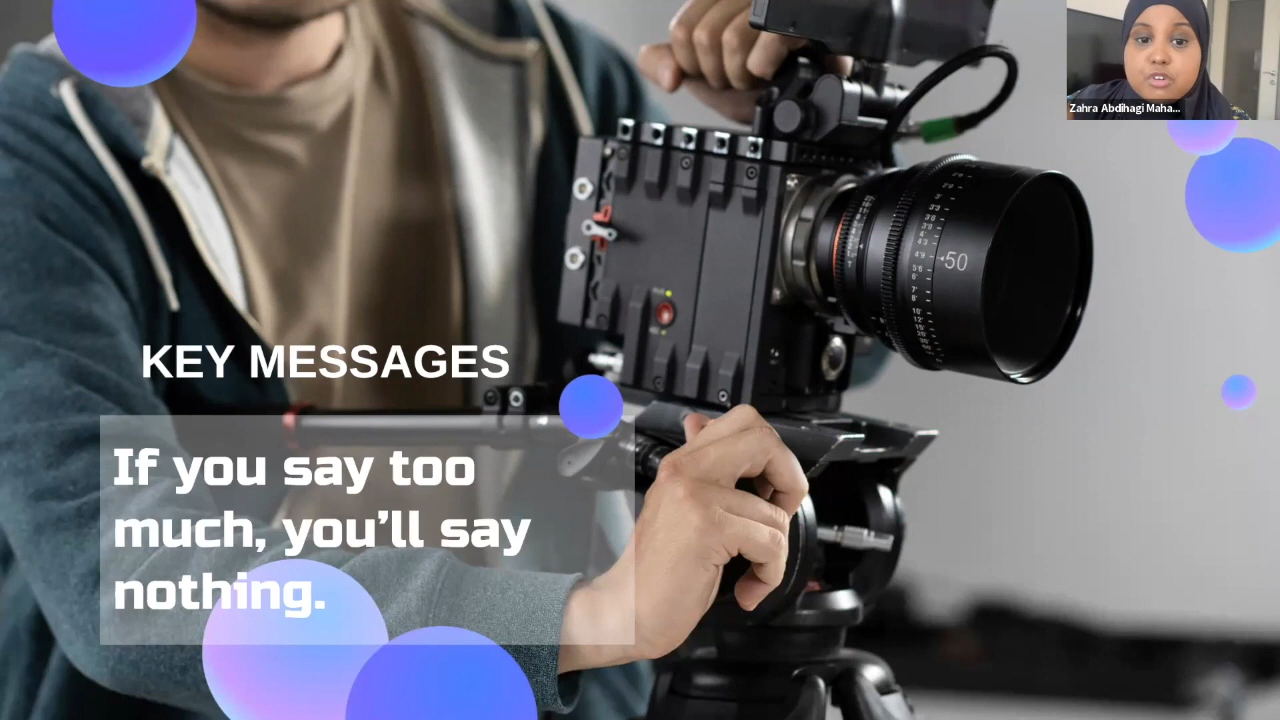 Zahra Abdihagi Maha...
50
KEY MESSAGES
If you say too
much, you’ll say
nothing.